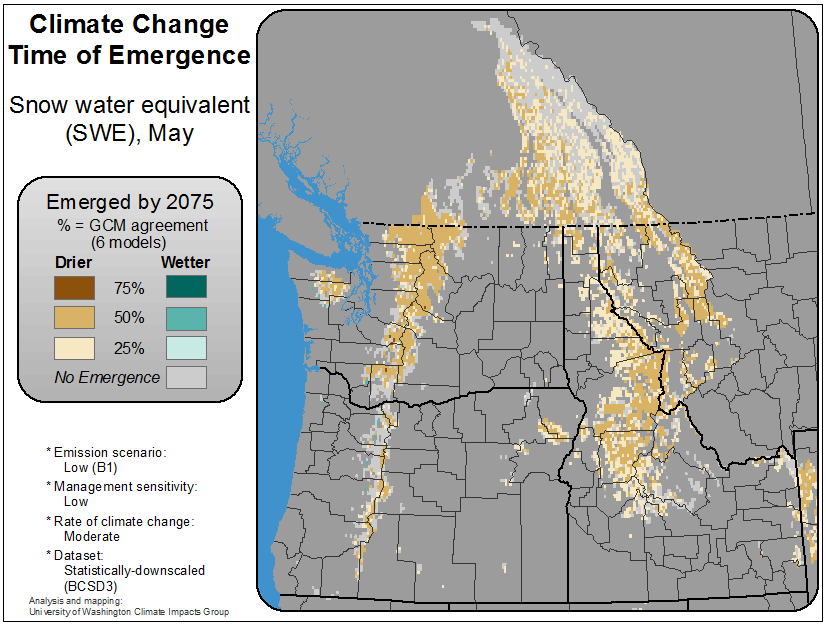 Climate Change
Time of Emergence
Snow water equivalent
(SWE), May
Emerged by 2075
% = GCM agreement
(6 models)
Drier Wetter
75%
50%
25%
No Emergence
* Emission scenario:
Low (B1)
* Management sensitivity:
Low
* Rate of climate change:
Moderate
* Dataset:
Statistically-downscaled
(BCSD3)
Analysis and mapping:
University of Washington Climate Impacts Group